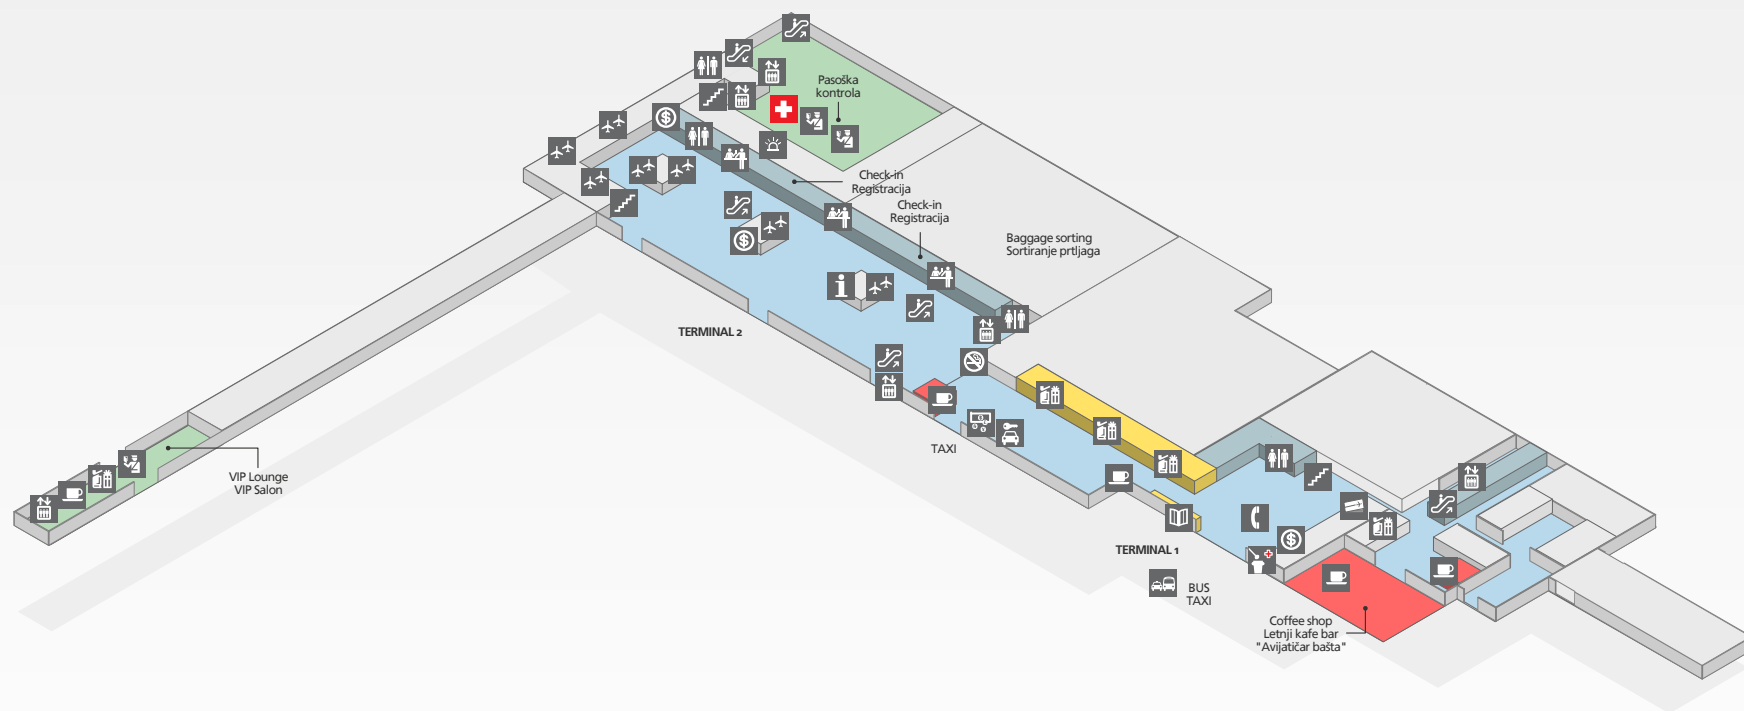 Pasoška
kontrola
Check-in
Registracija
Check-in
Registracija
Baggage sorting
Sortiranje prtljaga
TERMINAL 2
TAXI
VIP Lounge
VIP Salon
TERMINAL 1
BUS
TAXI
Coffee shop
Letnji kafe bar
"Avijatičar bašta"